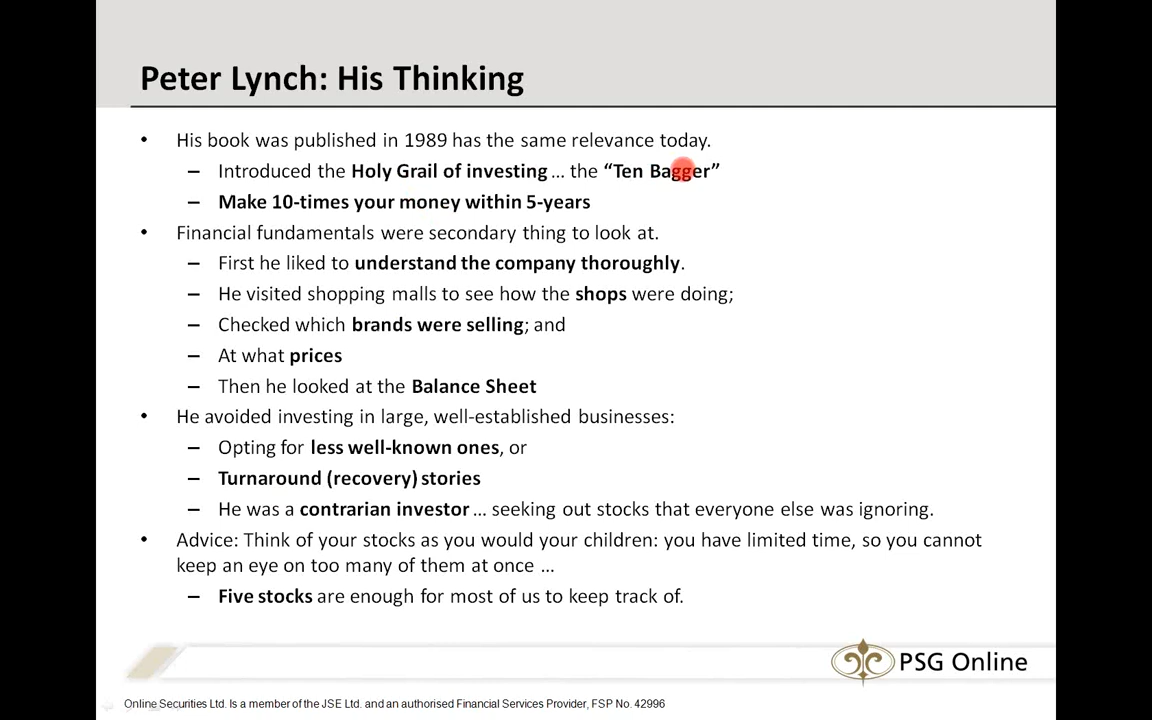 Peter Lynch: His Thinking
• His book was published in 1989 has the same relevance today.
– Introduced the Holy Grail of investing ... the “Ten Bagger”
– Make 10-times your money within 5-years
• Financial fundamentals were secondary thing to look at.
– First he liked to understand the company thoroughly.
– He visited shopping malls to see how the shops were doing;
– Checked which brands were selling; and
– At what prices
– Then he looked at the Balance Sheet
• He avoided investing in large, well-established businesses:
– Opting for less well-known ones, or
– Turnaround (recovery) stories
– He was a contrarian investor ... seeking out stocks that everyone else was ignoring.
• Advice: Think of your stocks as you would your children: you have limited time, so you cannot
keep an eye on too many of them at once ...
– Five stocks are enough for most of us to keep track of.
PSG Online
Online Securities Ltd. Is a member of the JSE Ltd. and an authorised Financial Services Provider, FSP No. 42996